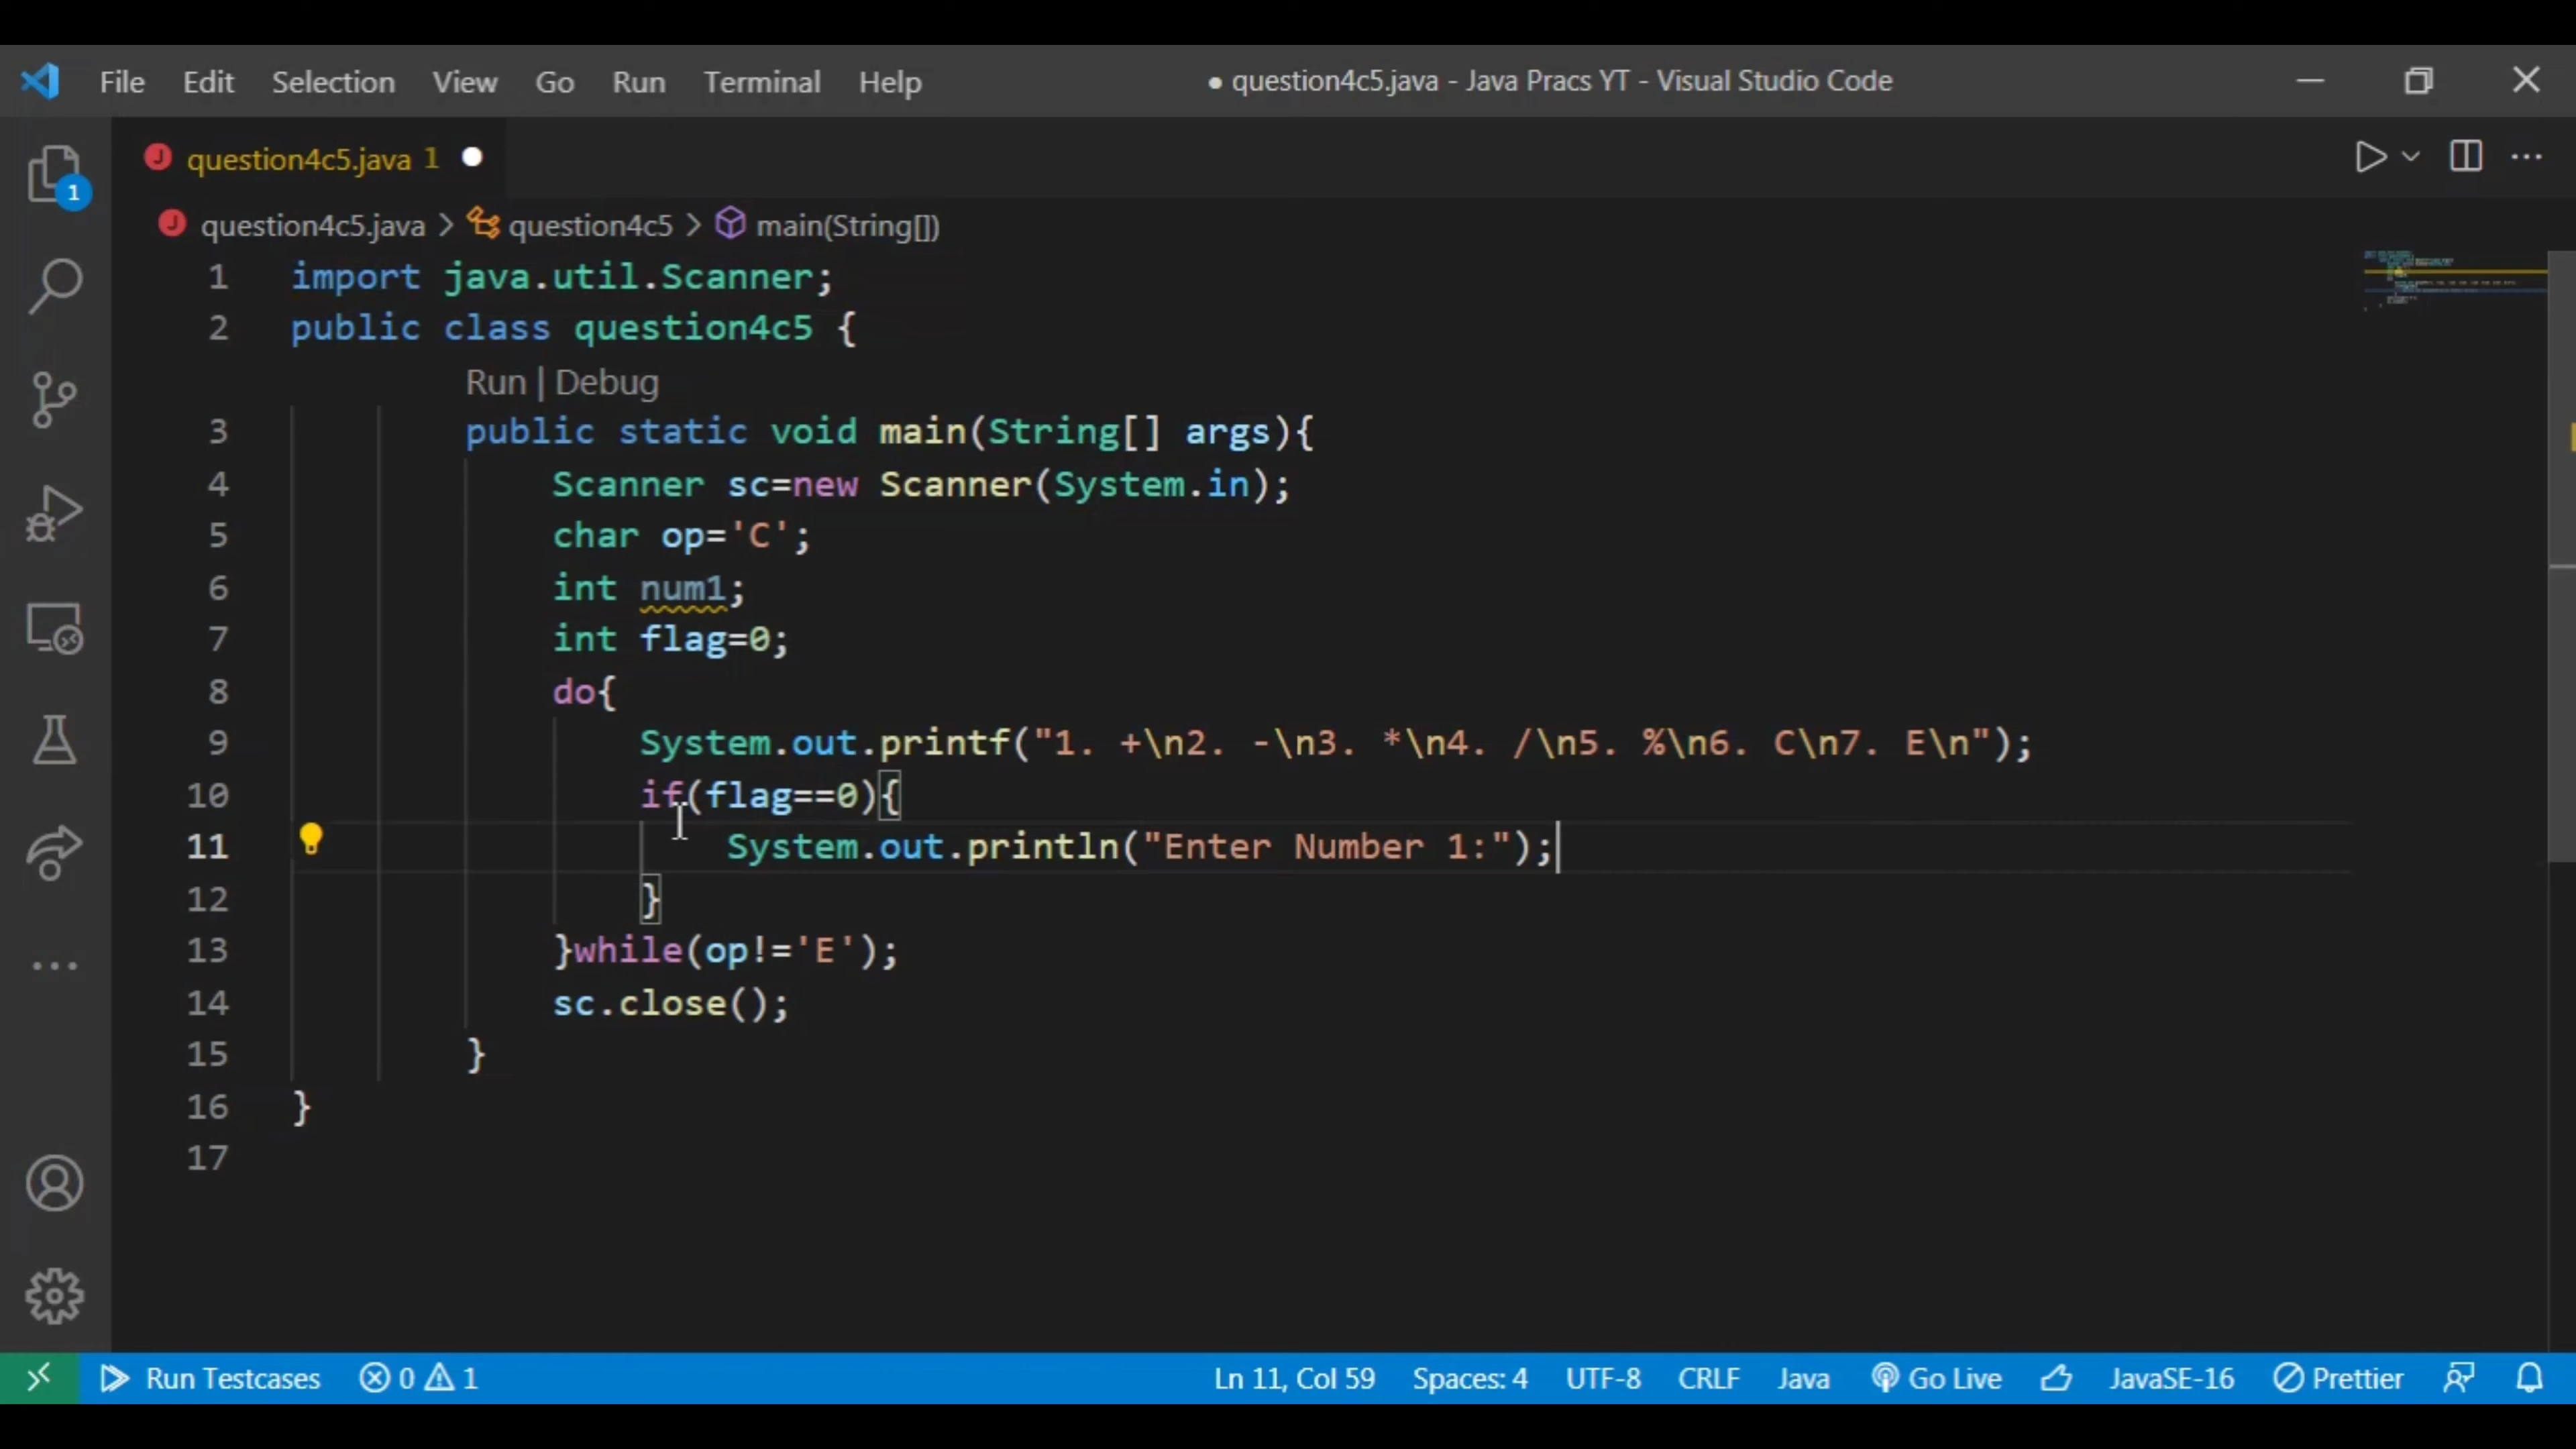 File Edit Selection View Go Run Terminal Help ● question4c5.java - Java Pracs YT - Visual Studio Code
J question4c5.java 1
J question4c5.java > question4c5 > main(String[])
1 import java.util.Scanner;
2 public class question4c5 {
Run | Debug
3 public static void main(String[] args){
4 Scanner sc=new Scanner(System.in);
5 char op='C';
6 int num1;
7 int flag=0;
8 do{
9 System.out.printf("1. +\n2. -\n3. *\n4. /\n5. %\n6. C\n7. E\n");
10 if(flag==0){
11 System.out.println("Enter Number 1:");
12 }
13 }while(op!='E');
14 sc.close();
15 }
16 }
17
1
Run Testcases 0 1 Ln 11, Col 59 Spaces: 4 UTF-8 CRLF Java Go Live JavaSE-16 Prettier